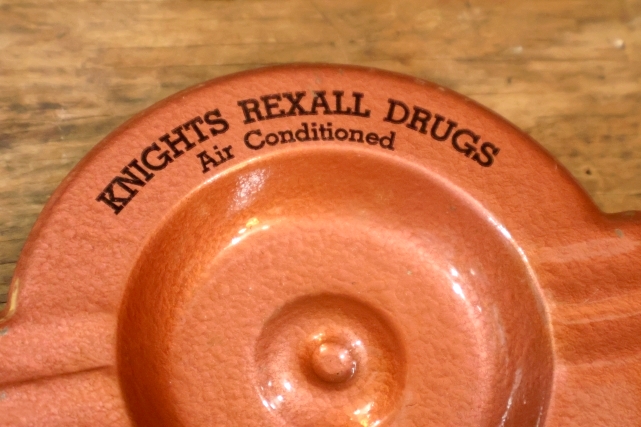 KNIGHTS REXALL DRUGS
Air Conditioned